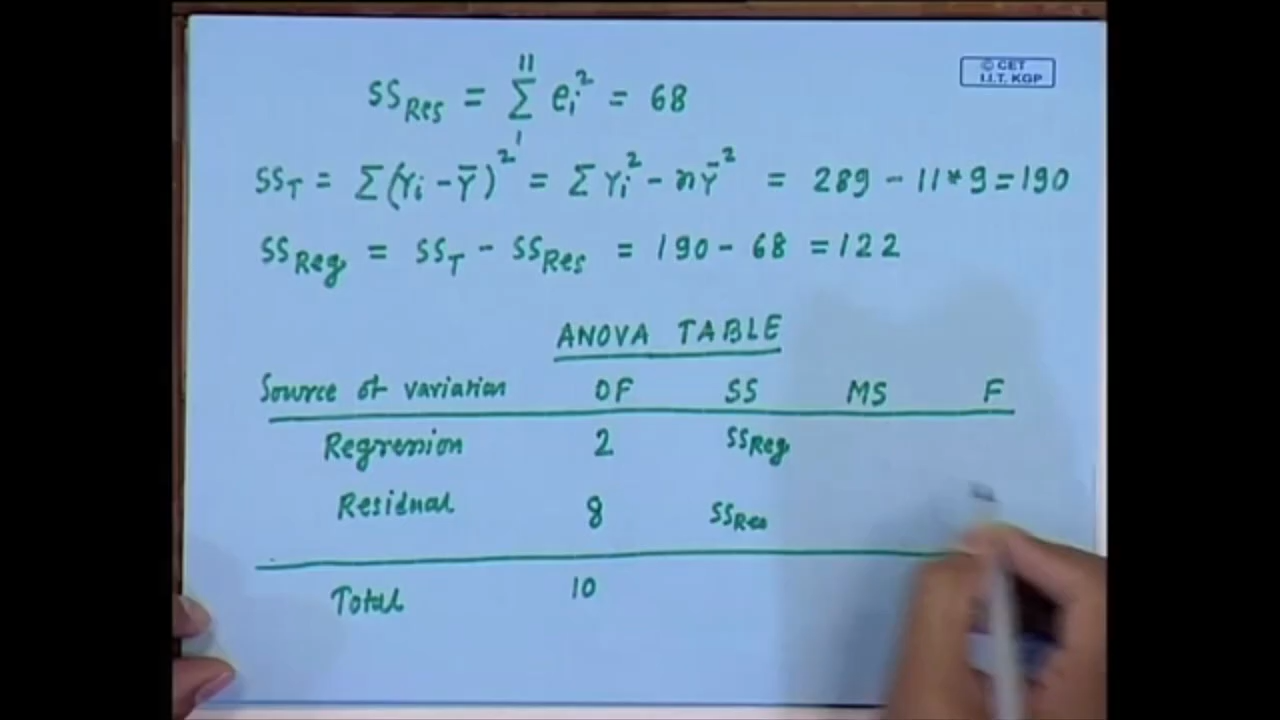 © CET
I.I.T. KGP
SS_Res = Σ_1^11 e_i^2 = 68
SS_T = Σ(Y_i - Ȳ)^2 = Σ Y_i^2 - nȲ^2 = 289 - 11*9 = 190
SS_Reg = SS_T - SS_Res = 190 - 68 = 122
ANOVA TABLE
Source of variation DF SS MS F
Regression 2 SS_Reg
Residual 8 SS_Res
Total 10